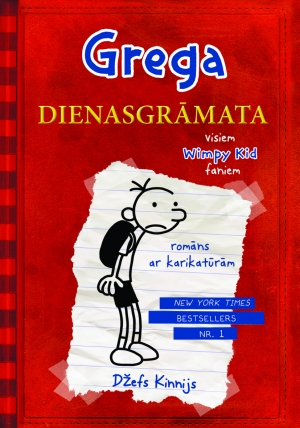 Grega
DIENASGRĀMATA
visiem
Wimpy Kid
faniem
romāns
ar karikatūrām
NEW YORK TIMES
BESTSELLERS
NR. 1
Džefs Kinnijs